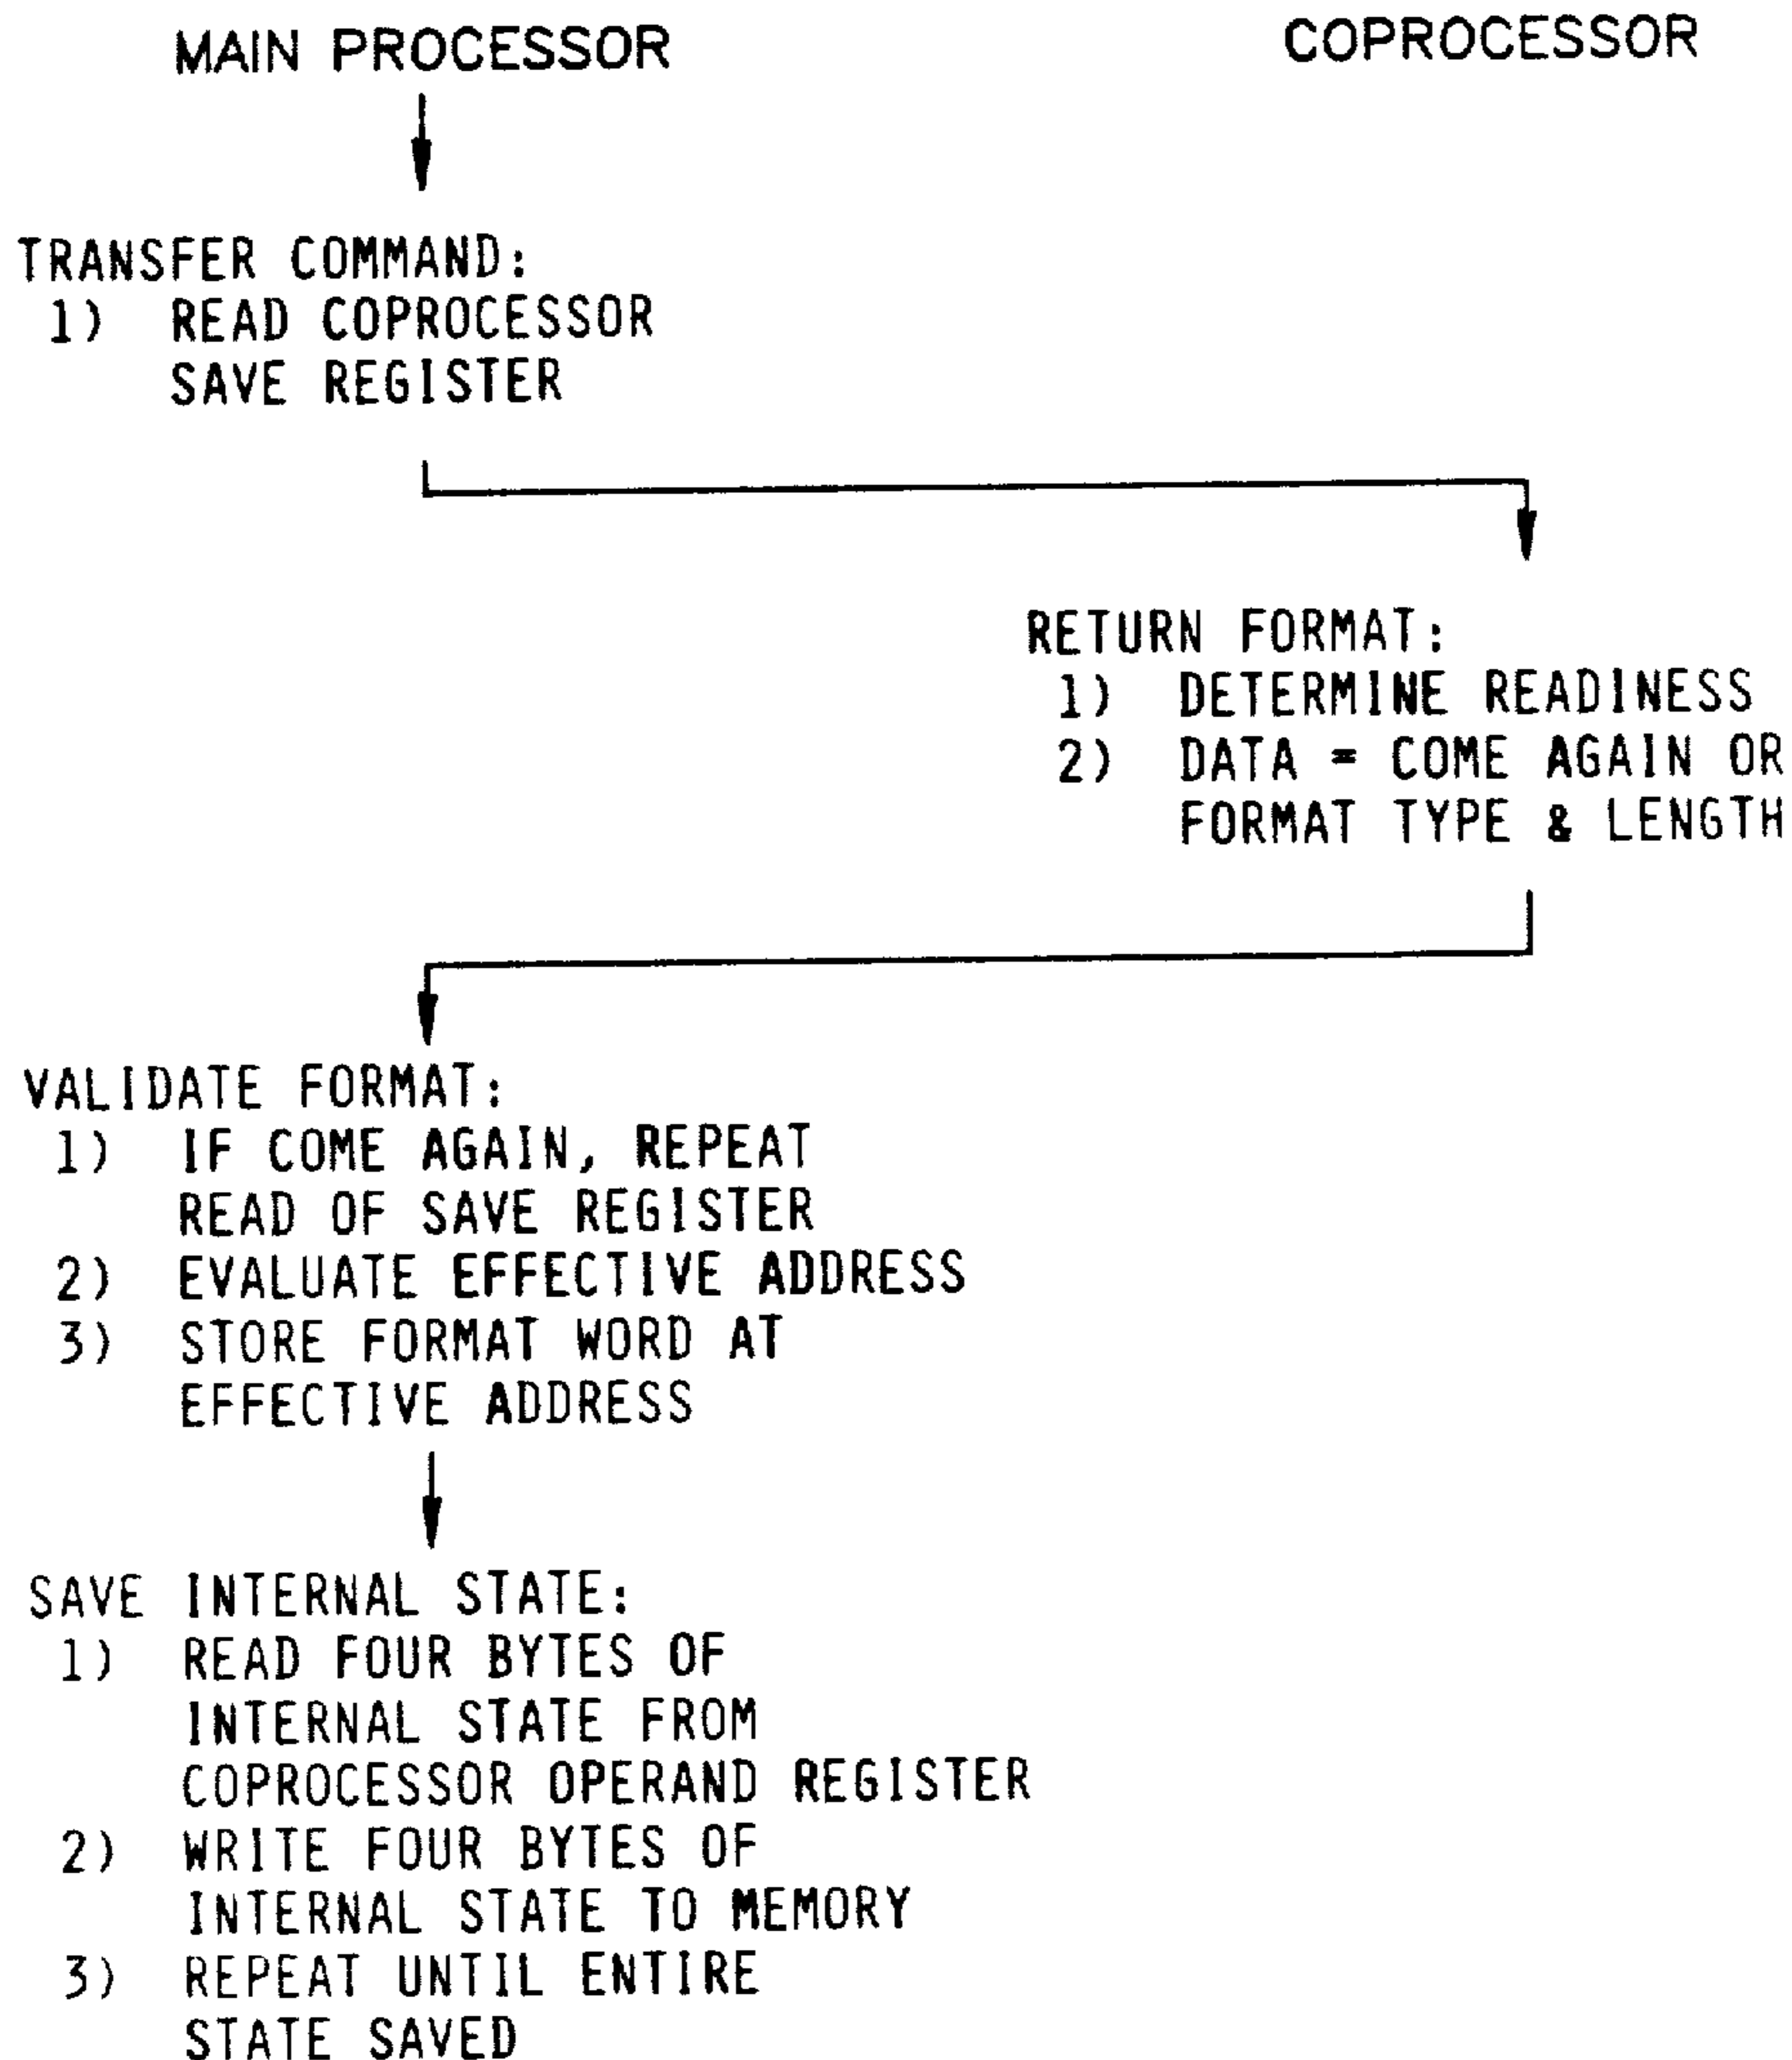 MAIN PROCESSOR
COPROCESSOR
TRANSFER COMMAND:
1) READ COPROCESSOR
SAVE REGISTER
RETURN FORMAT:
1) DETERMINE READINESS
2) DATA = COME AGAIN OR
FORMAT TYPE & LENGTH
VALIDATE FORMAT:
1) IF COME AGAIN, REPEAT
READ OF SAVE REGISTER
2) EVALUATE EFFECTIVE ADDRESS
3) STORE FORMAT WORD AT
EFFECTIVE ADDRESS
SAVE INTERNAL STATE:
1) READ FOUR BYTES OF
INTERNAL STATE FROM
COPROCESSOR OPERAND REGISTER
2) WRITE FOUR BYTES OF
INTERNAL STATE TO MEMORY
3) REPEAT UNTIL ENTIRE
STATE SAVED